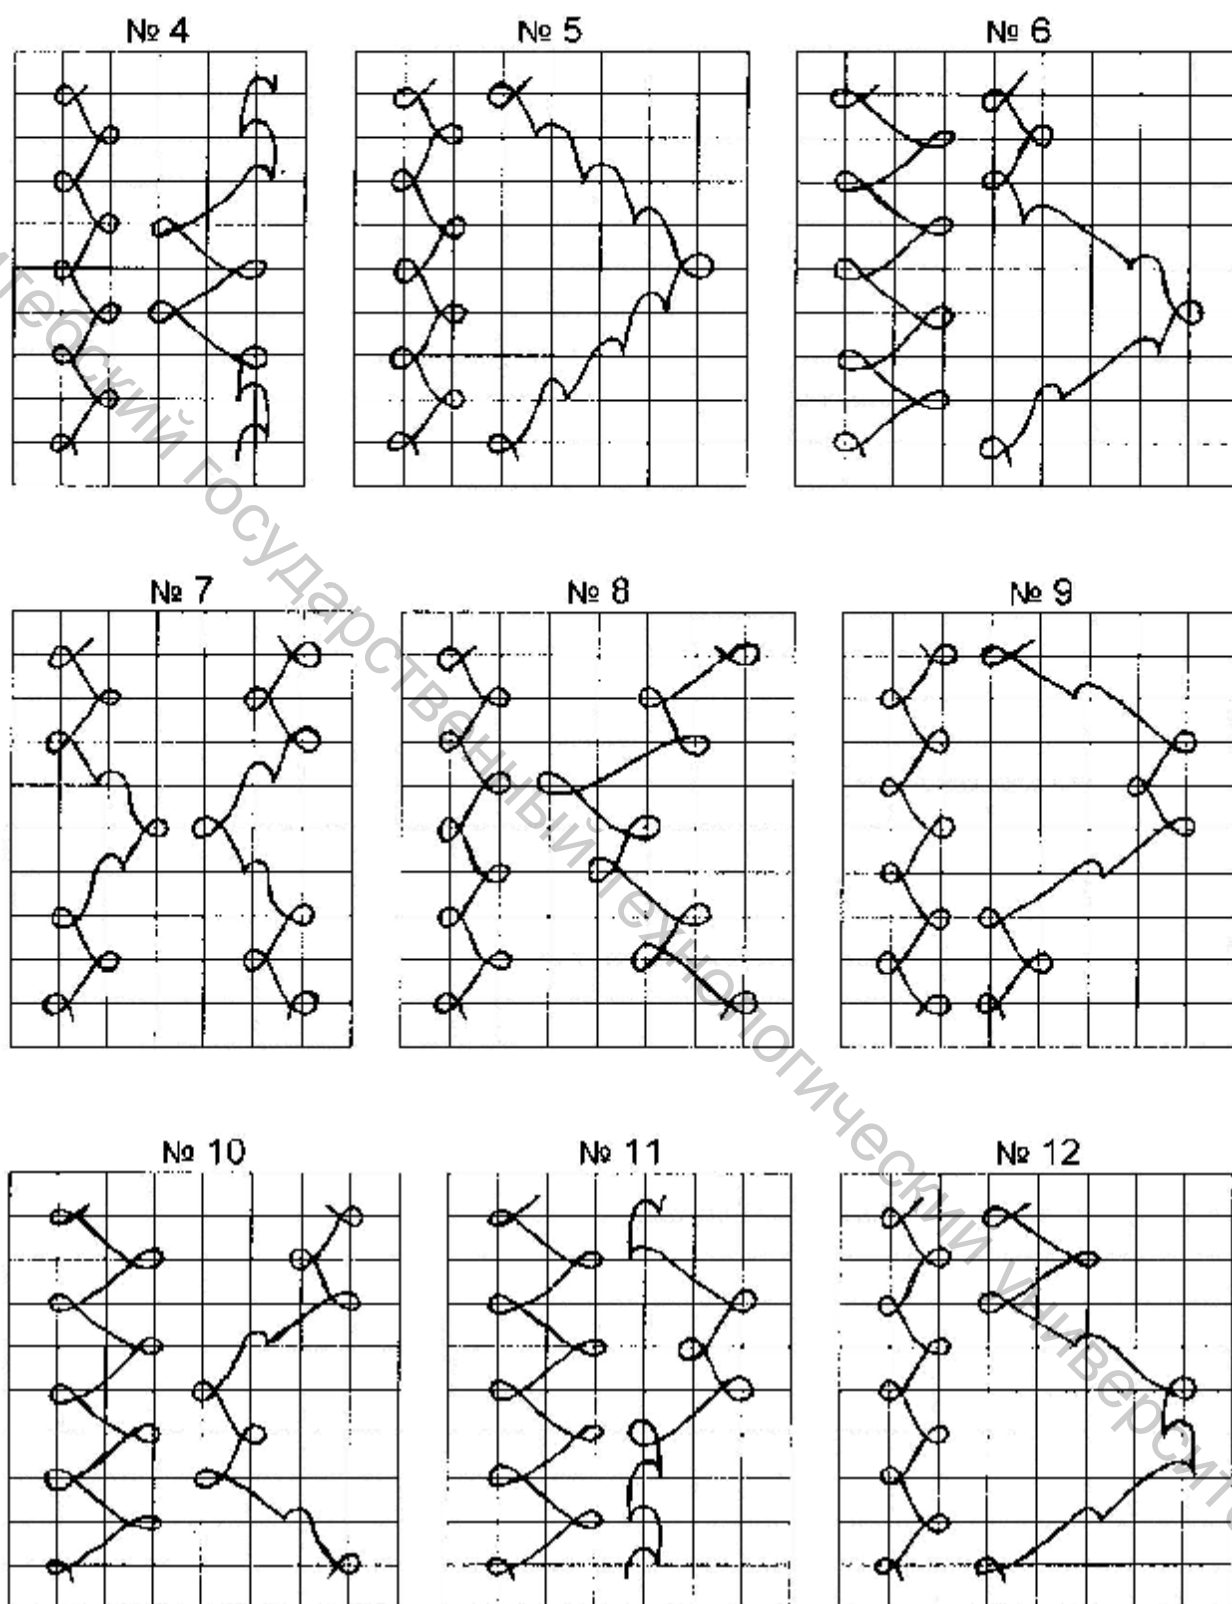 № 4 № 5 № 6
№ 7 № 8 № 9
№ 10 № 11 № 12
государственный технологический